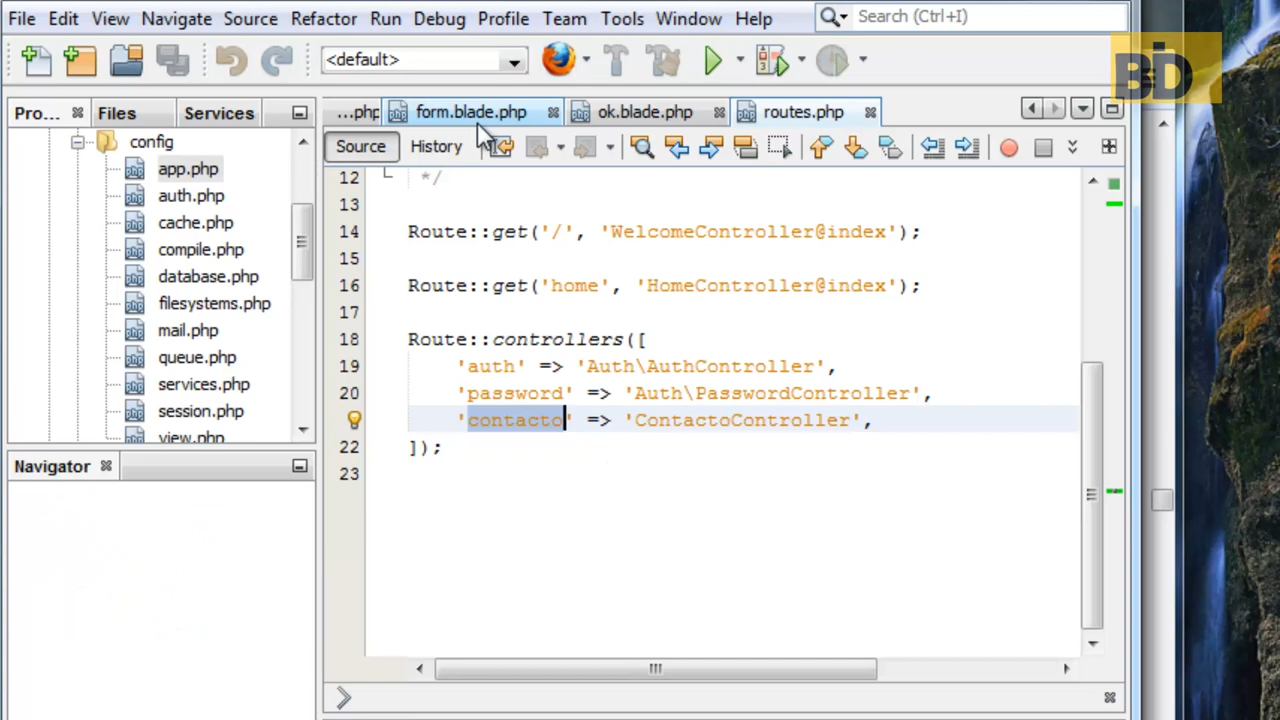 File Edit View Navigate Source Refactor Run Debug Profile Team Tools Window Help Search (Ctrl+I)
<default>
BD
Pro... Files Services
...php form.blade.php ok.blade.php routes.php
Source History
config
app.php
auth.php
cache.php
compile.php
database.php
filesystems.php
mail.php
queue.php
services.php
session.php
view.php
Navigator
12 */
13
14 Route::get('/', 'WelcomeController@index');
15
16 Route::get('home', 'HomeController@index');
17
18 Route::controllers([
19 'auth' => 'Auth\AuthController',
20 'password' => 'Auth\PasswordController',
'contacto' => 'ContactoController',
22 ]);
23